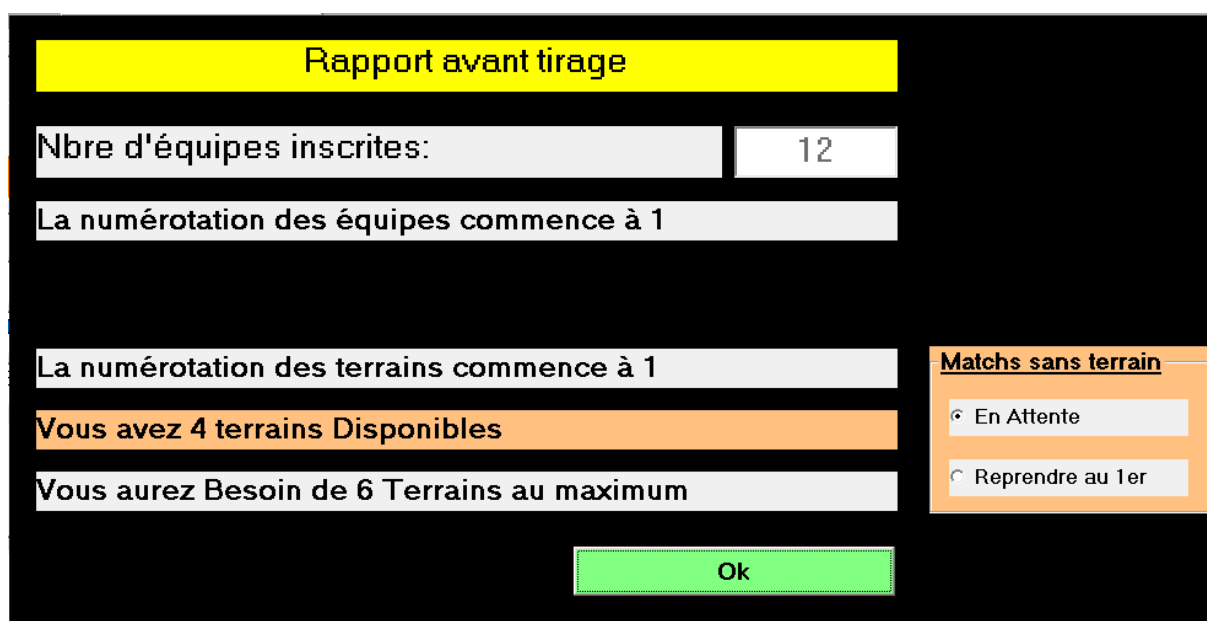 Rapport avant tirage
Nbre d'équipes inscrites:
12
La numérotation des équipes commence à 1
La numérotation des terrains commence à 1
Vous avez 4 terrains Disponibles
Vous aurez Besoin de 6 Terrains au maximum
Matchs sans terrain
En Attente
Reprendre au 1er
Ok